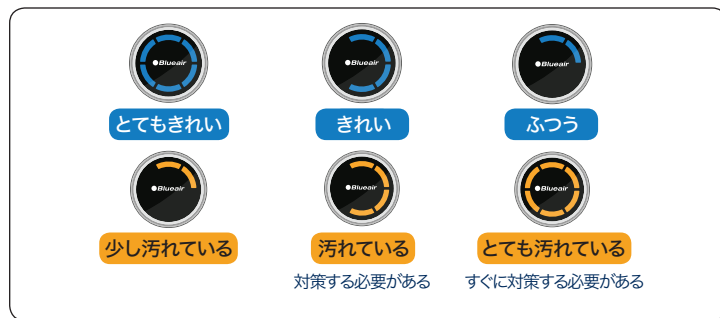 Blueair
Blueair
Blueair
とてもきれい
きれい
ふつう
Blueair
Blueair
Blueair
少し汚れている
汚れている
とても汚れている
対策する必要がある
すぐに対策する必要がある